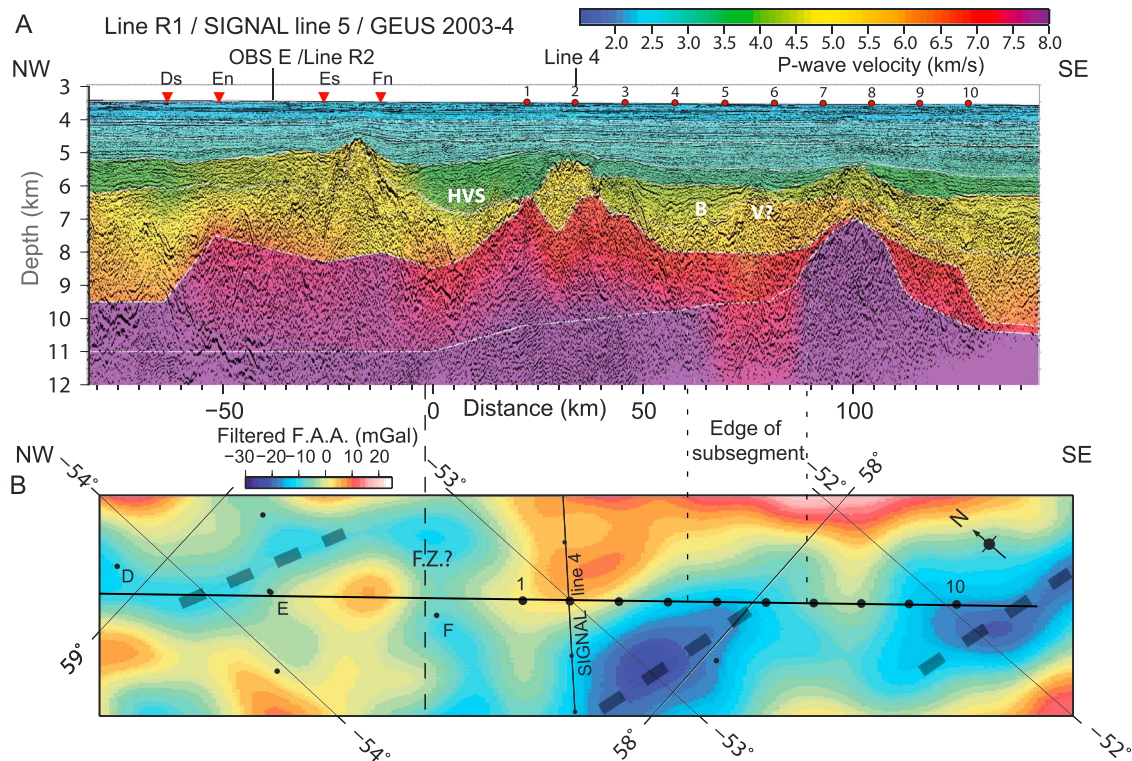 A
Line R1 / SIGNAL line 5 / GEUS 2003-4
2.0 2.5 3.0 3.5 4.0 4.5 5.0 5.5 6.0 6.5 7.0 7.5 8.0
P-wave velocity (km/s)
NW
OBS E /Line R2
Line 4
SE
Ds En Es Fn
1 2 3 4 5 6 7 8 9 10
3
4
5
6
7
8
9
10
11
12
Depth (km)
HVS
B
V?
−50 0 Distance (km) 50 100
Edge of
subsegment
Filtered F.A.A. (mGal)
−30 −20 −10 0 10 20
NW
SE
B
−54°
−53°
−52°
58°
N
D
E
F.Z.?
F
1
10
SIGNAL line 4
59°
−54°
58°
−53°
−52°